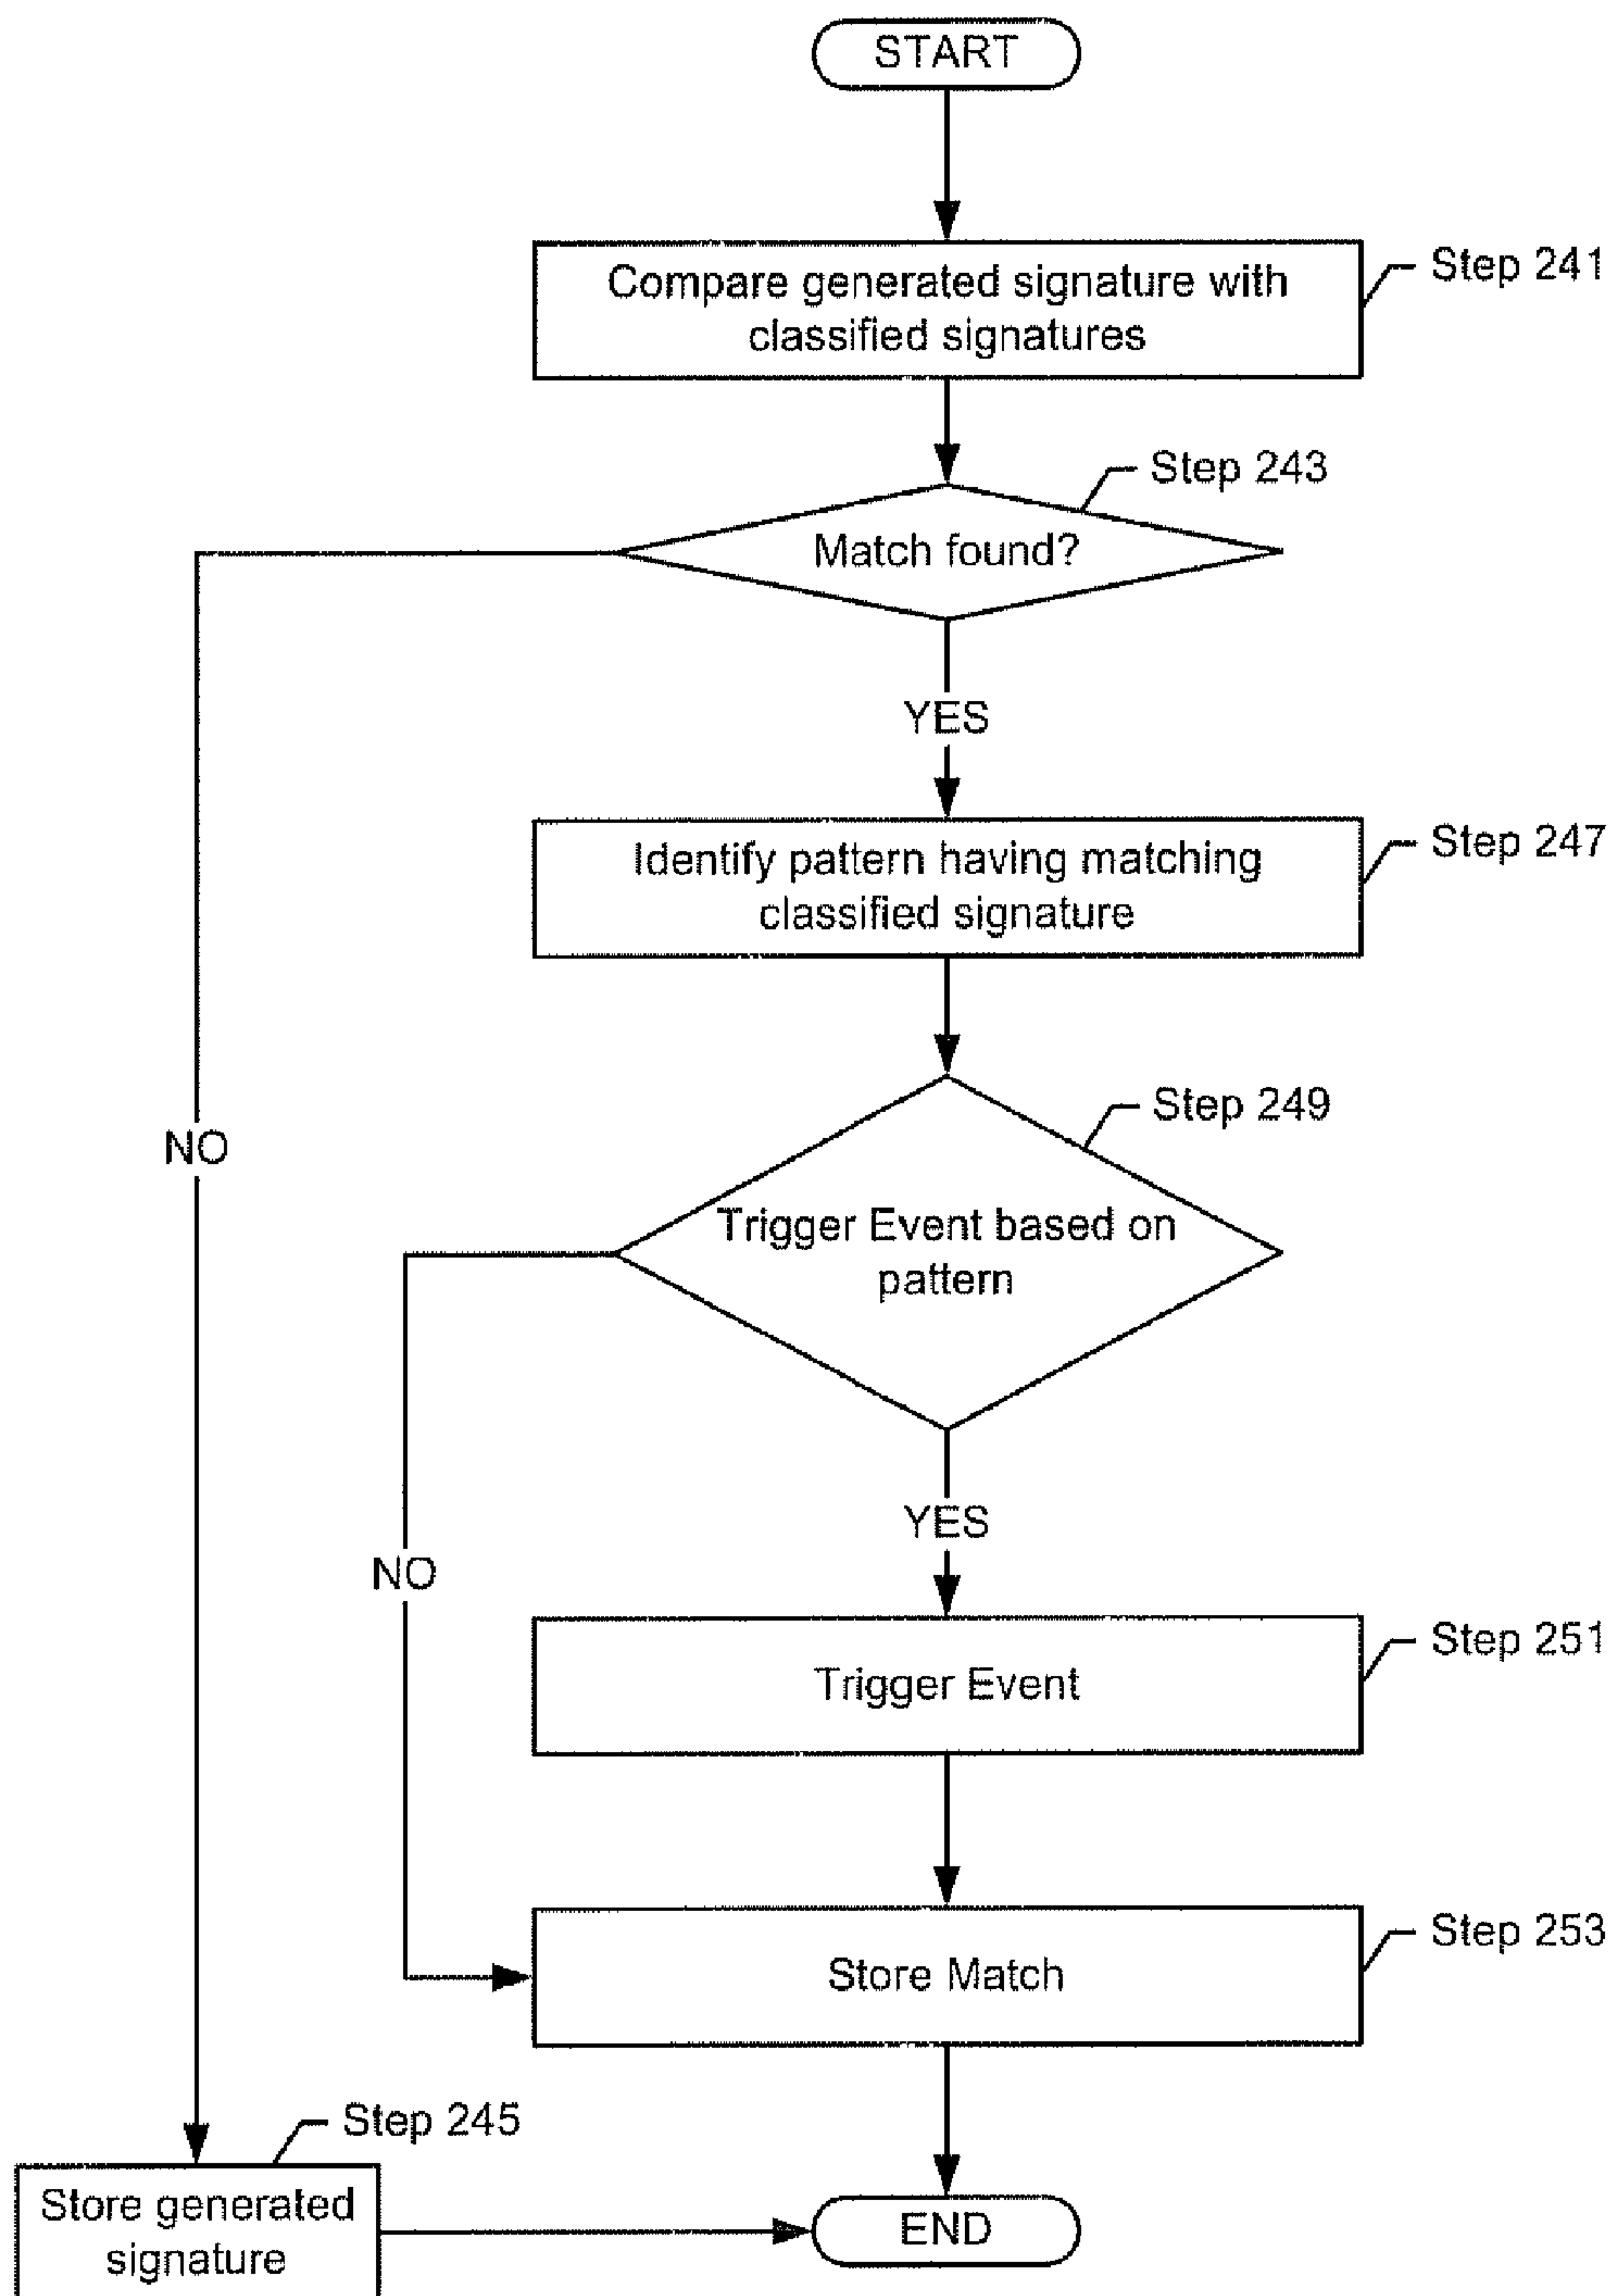 START
Compare generated signature with
classified signatures
Step 241
Step 243
Match found?
YES
Identify pattern having matching
classified signature
Step 247
Step 249
NO
Trigger Event based on
pattern
YES
NO
Step 251
Trigger Event
Step 253
Store Match
Step 245
Store generated
signature
END